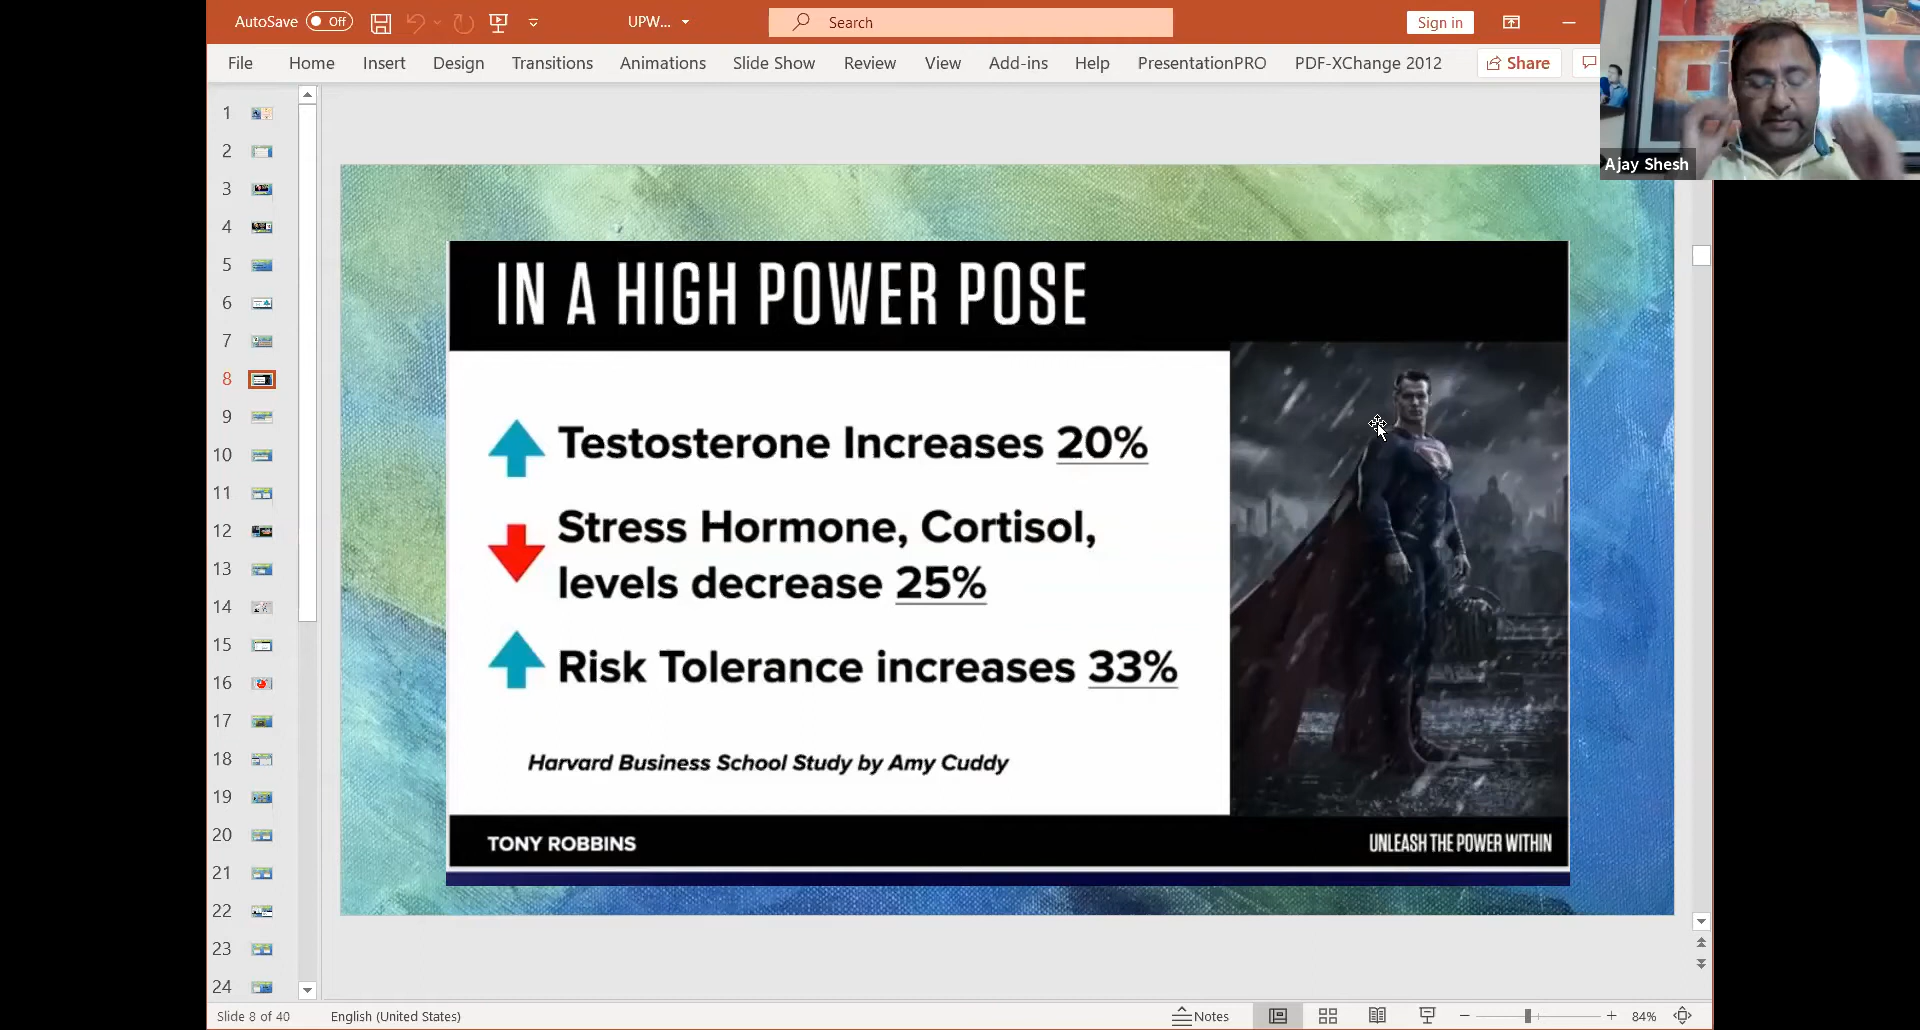 AutoSave Off
UPW...
Search
Sign in
File Home Insert Design Transitions Animations Slide Show Review View Add-ins Help PresentationPRO PDF-XChange 2012 Share
Ajay Shesh
1
2
3
4
5
6
7
8
9
10
11
12
13
14
15
16
17
18
19
20
21
22
23
24
IN A HIGH POWER POSE
Testosterone Increases 20%
Stress Hormone, Cortisol,
levels decrease 25%
Risk Tolerance increases 33%
Harvard Business School Study by Amy Cuddy
TONY ROBBINS
UNLEASH THE POWER WITHIN
Slide 8 of 40 English (United States) Notes 84%